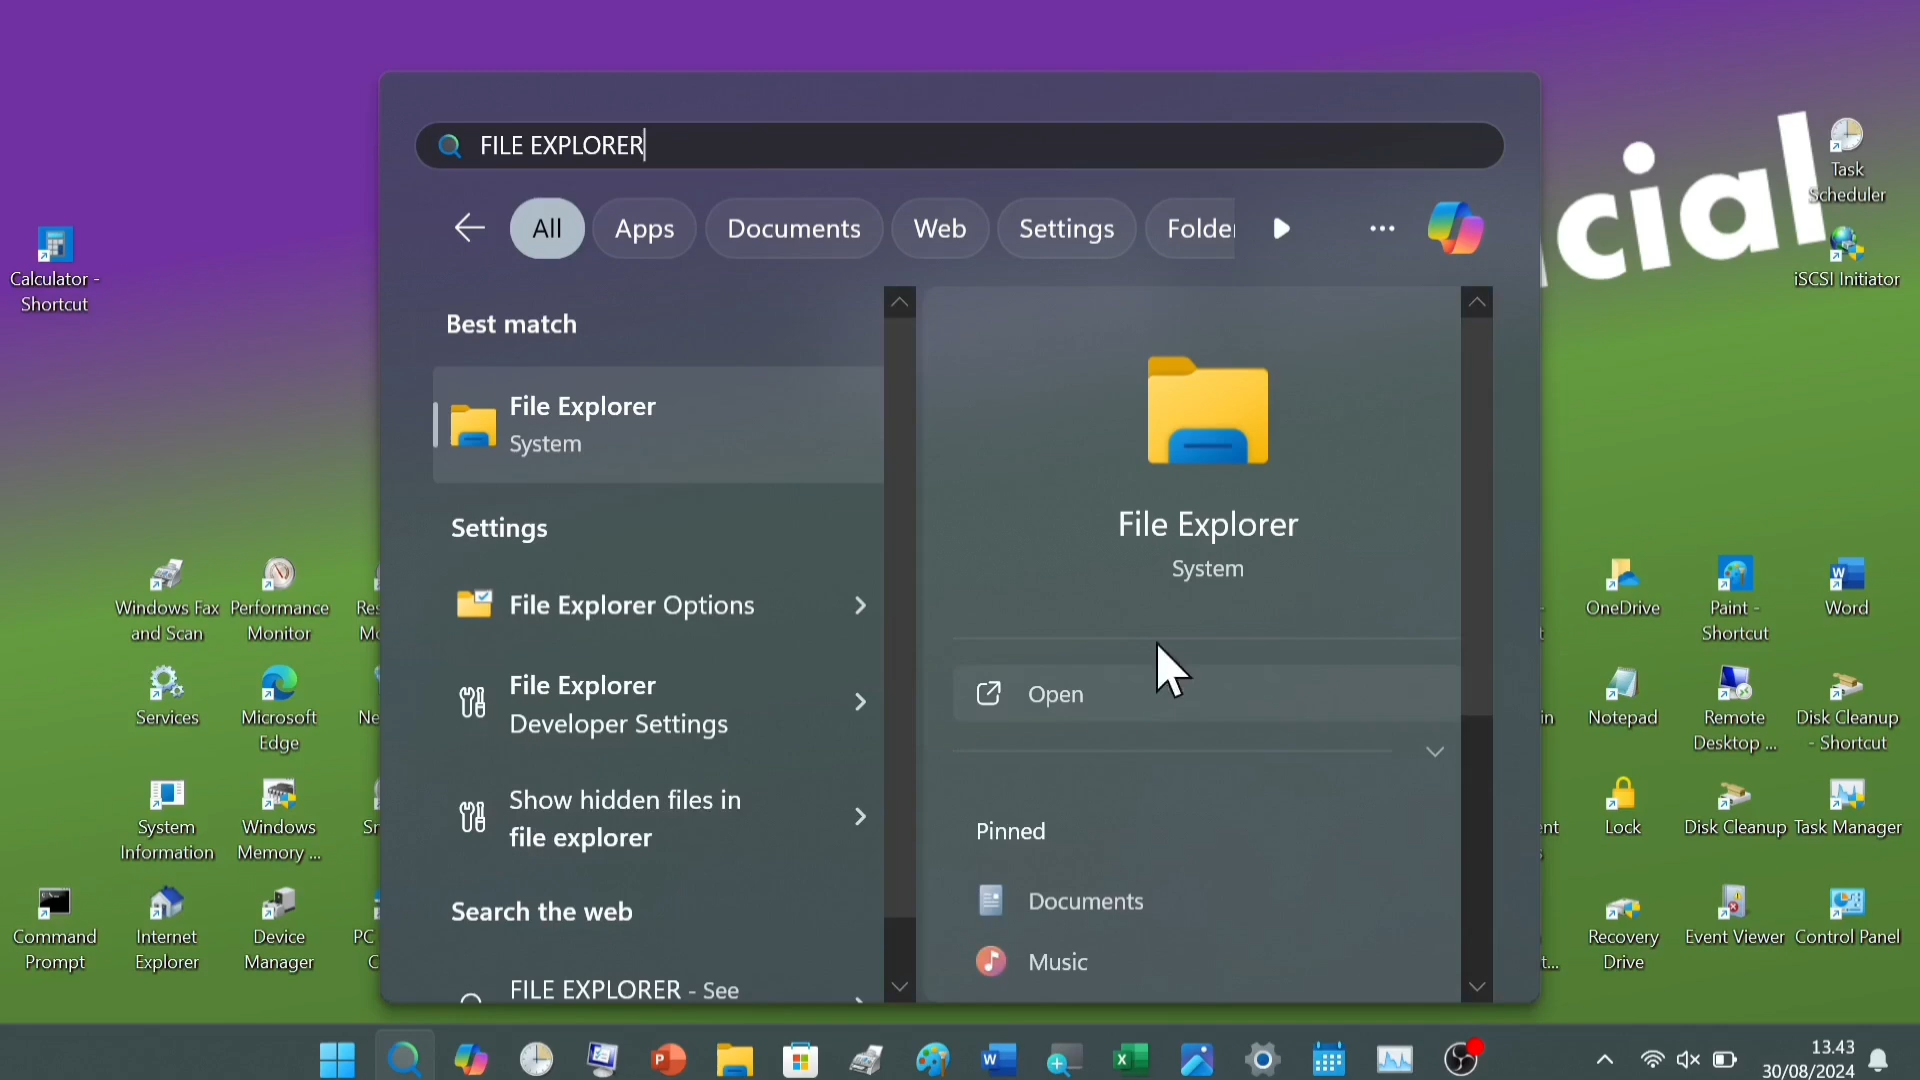 FILE EXPLORER
All
Apps
Documents
Web
Settings
Best match
File Explorer
System
Settings
File Explorer Options
File Explorer
Developer Settings
Show hidden files in
file explorer
Search the web
FILE EXPLORER - See
File Explorer
System
Open
Pinned
Documents
Music
cial
Calculator -
Shortcut
Windows Fax
and Scan
Performance
Monitor
Services
Microsoft
Edge
System
Information
Windows
Memory ...
Command
Prompt
Internet
Explorer
Device
Manager
PC
Task
Scheduler
iSCSI Initiator
OneDrive
Paint -
Shortcut
Word
Notepad
Remote
Desktop ...
Disk Cleanup
- Shortcut
Lock
Disk Cleanup
Task Manager
Recovery
Drive
Event Viewer
Control Panel
13.43
30/08/2024